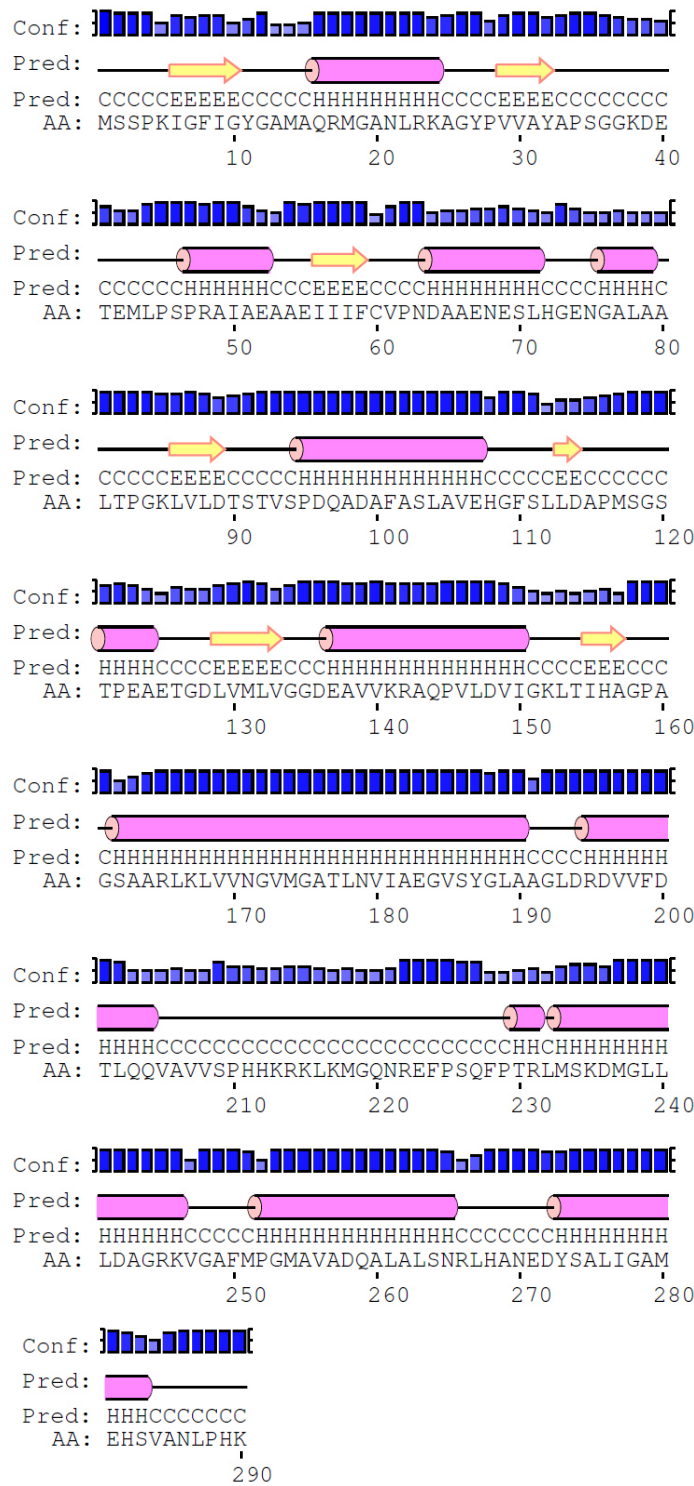 Conf:
Pred:
Pred: CCCCCEEEEECCCCCHHHHHHHHHCCCCEEEECCCCCCCC
AA: MSSPKIGFIGYGAMAQRMGANLRKAGYPVVAYAPSGGKDE
10 20 30 40
Conf:
Pred:
Pred: CCCCCCHHHHHHCCCEEEECCCCHHHHHHHHCCCCHHHHC
AA: TEMLPSPRAIAEAAEIIIFCVPNDAAENESLHGENGALAA
50 60 70 80
Conf:
Pred:
Pred: CCCCCEEEECCCCCHHHHHHHHHHHHHCCCCCEECCCCCC
AA: LTPGKLVLDTSTVSPDQADAFASLAVEHGFSLLDAPMSGS
90 100 110 120
Conf:
Pred:
Pred: HHHHCCCCEEEEECCCHHHHHHHHHHHHHHCCCCEEECCC
AA: TPEAETGDLVMLVGGDEAVVKRAQPVLDVIGKLTIHAGPA
130 140 150 160
Conf:
Pred:
Pred: CHHHHHHHHHHHHHHHHHHHHHHHHHHHHHCCCCHHHHHH
AA: GSAARLKLVVNGVMGATLNVIAEGVSYGLAAGLDRDVVFD
170 180 190 200
Conf:
Pred:
Pred: HHHHCCCCCCCCCCCCCCCCCCCCCCCCCHHCHHHHHHHH
AA: TLQQVAVVSPHHKRKLKMGQNREFPSQFPTRLMSKDMGLL
210 220 230 240
Conf:
Pred:
Pred: HHHHHHCCCCCHHHHHHHHHHHHHHCCCCCCCHHHHHHHH
AA: LDAGRKVGAFMPGMAVADQALALSNRLHANEDYSALIGAM
250 260 270 280
Conf:
Pred:
Pred: HHHCCCCCCC
AA: EHSVANLPHK
290